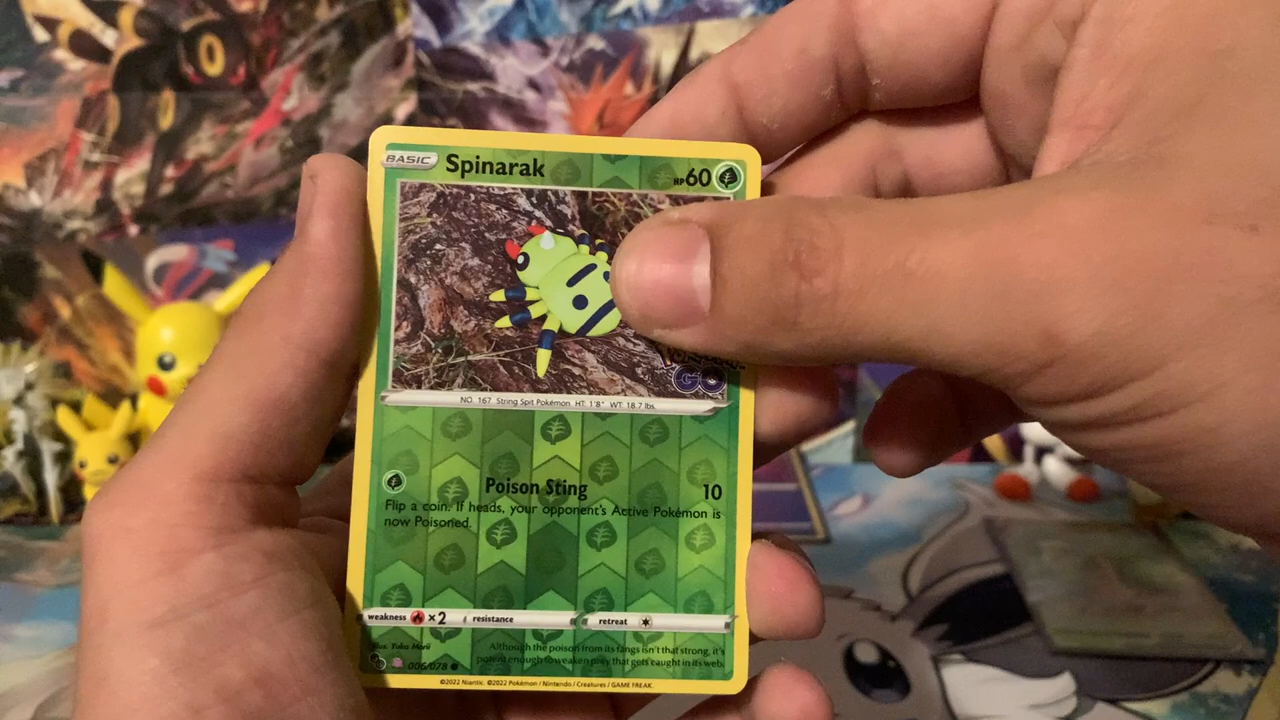 BASIC Spinarak HP60
GO
NO. 167 String Spit Pokémon. HT: 1'8" WT: 18.7 lbs.
Poison Sting 10
Flip a coin. If heads, your opponent's Active Pokémon is
now Poisoned.
weakness ×2 resistance retreat
Illus. Yuka Morii
Although the poison from its fangs isn't that strong, it's
potent enough to weaken prey that gets caught in its web.
006/078
©2022 Niantic. ©2022 Pokémon / Nintendo / Creatures / GAME FREAK.